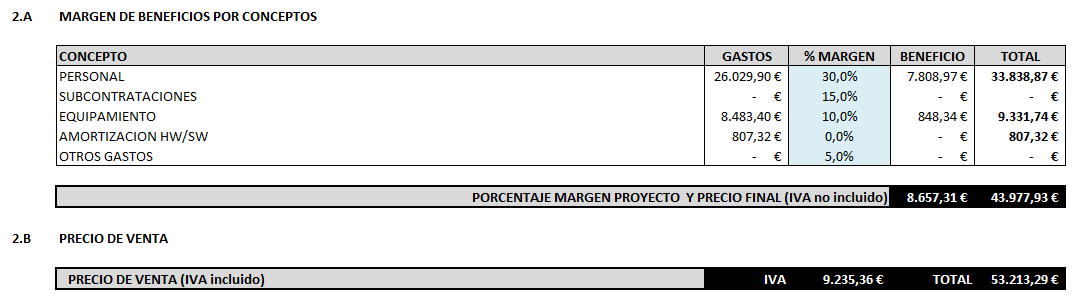 2.A MARGEN DE BENEFICIOS POR CONCEPTOS
CONCEPTO GASTOS % MARGEN BENEFICIO TOTAL
PERSONAL 26.029,90 € 30,0% 7.808,97 € 33.838,87 €
SUBCONTRATACIONES - € 15,0% - € - €
EQUIPAMIENTO 8.483,40 € 10,0% 848,34 € 9.331,74 €
AMORTIZACION HW/SW 807,32 € 0,0% - € 807,32 €
OTROS GASTOS - € 5,0% - € - €
PORCENTAJE MARGEN PROYECTO Y PRECIO FINAL (IVA no incluido) 8.657,31 € 43.977,93 €
2.B PRECIO DE VENTA
PRECIO DE VENTA (IVA incluido) IVA 9.235,36 € TOTAL 53.213,29 €